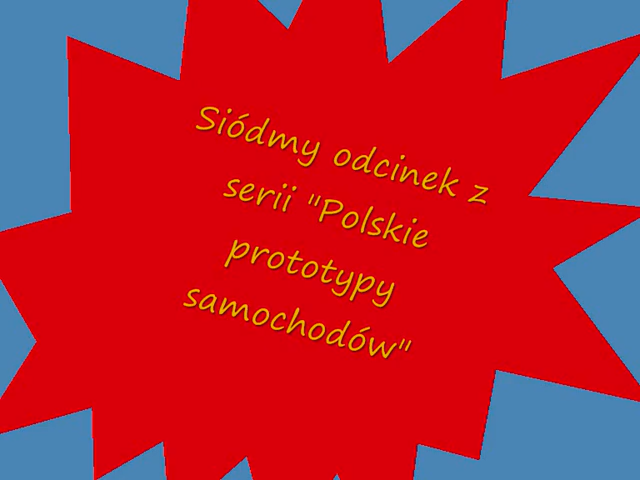 Siódmy odcinek z
serii "Polskie
prototypy
samochodów"